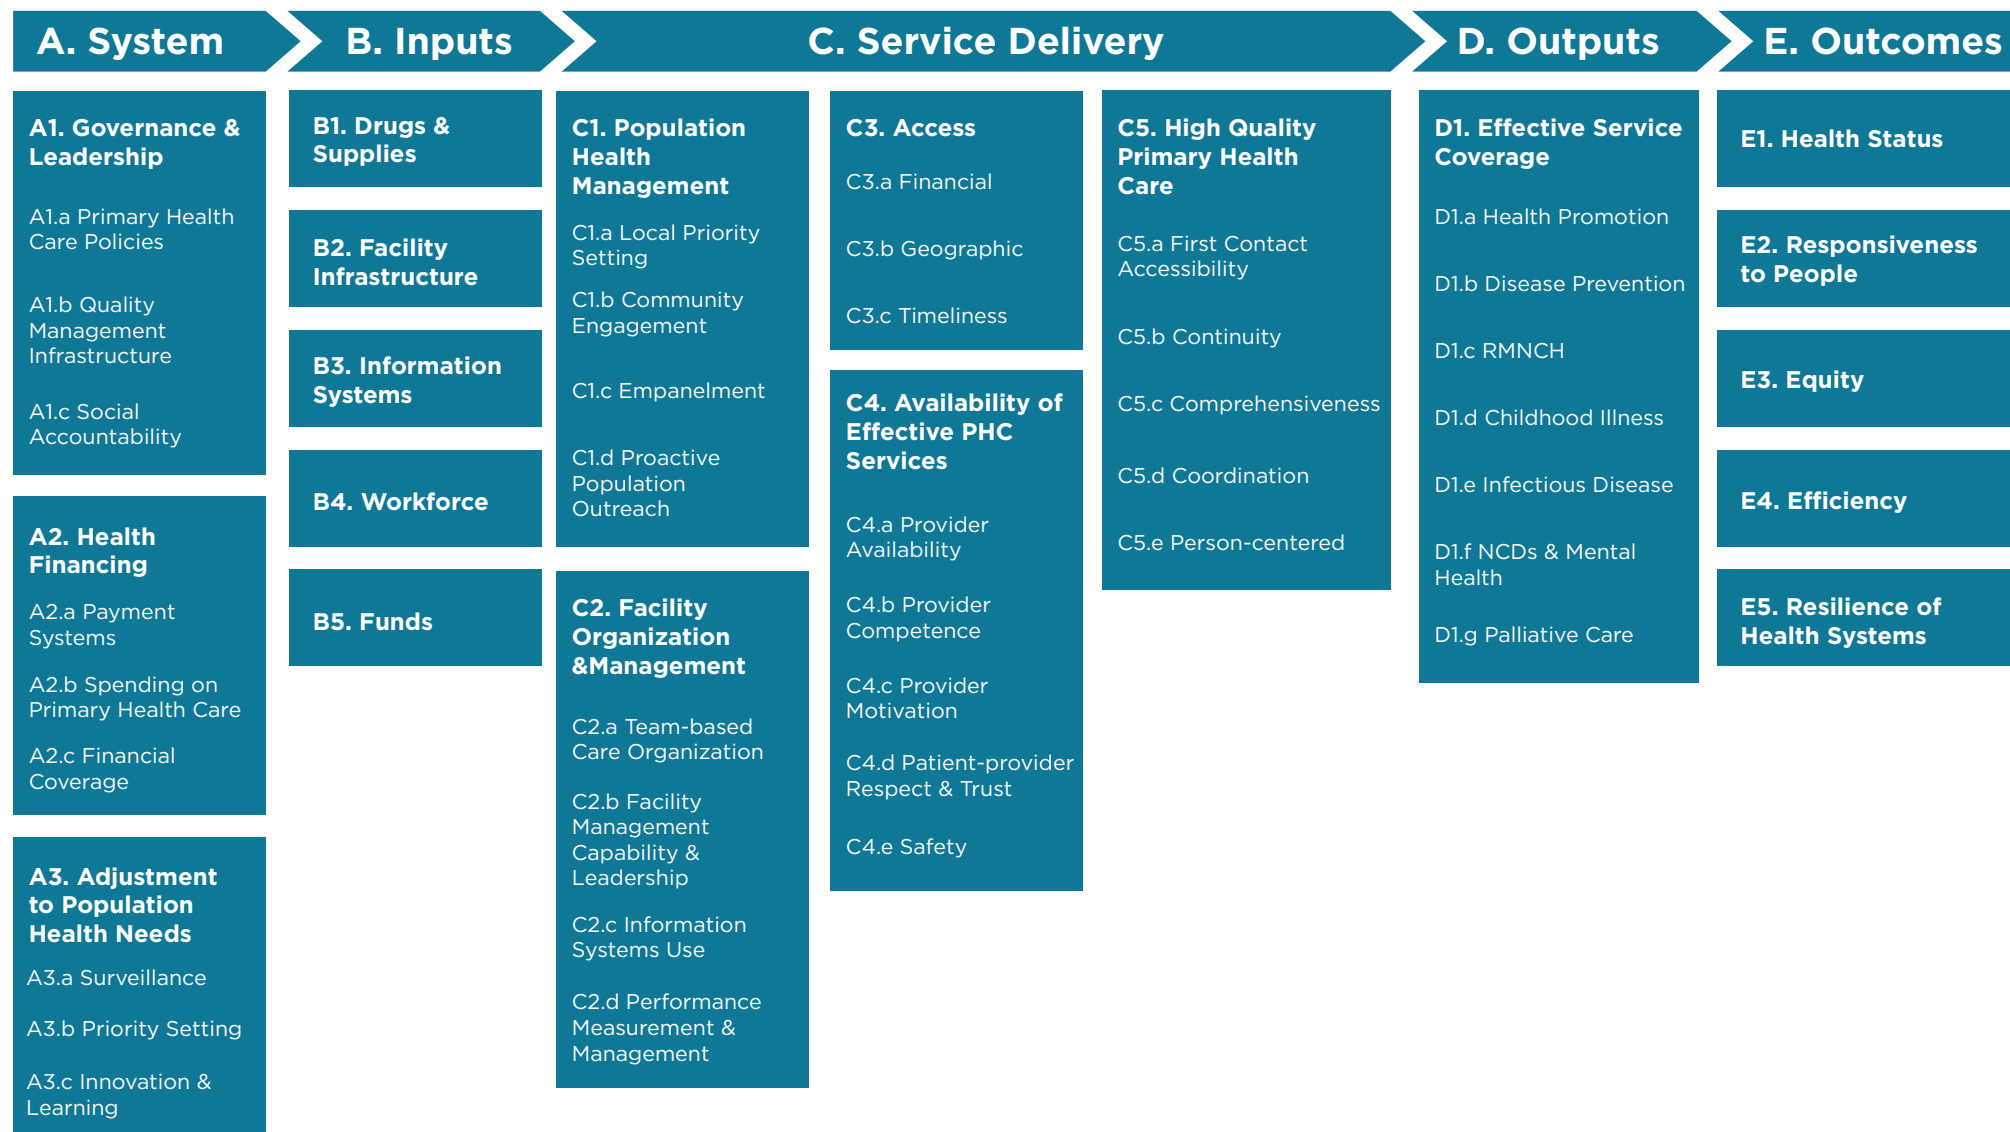 A. System
B. Inputs
C. Service Delivery
D. Outputs
E. Outcomes
A1. Governance &
Leadership
A1.a Primary Health
Care Policies
A1.b Quality
Management
Infrastructure
A1.c Social
Accountability
A2. Health
Financing
A2.a Payment
Systems
A2.b Spending on
Primary Health Care
A2.c Financial
Coverage
A3. Adjustment
to Population
Health Needs
A3.a Surveillance
A3.b Priority Setting
A3.c Innovation &
Learning
B1. Drugs &
Supplies
B2. Facility
Infrastructure
B3. Information
Systems
B4. Workforce
B5. Funds
C1. Population
Health
Management
C1.a Local Priority
Setting
C1.b Community
Engagement
C1.c Empanelment
C1.d Proactive
Population
Outreach
C2. Facility
Organization
&Management
C2.a Team-based
Care Organization
C2.b Facility
Management
Capability &
Leadership
C2.c Information
Systems Use
C2.d Performance
Measurement &
Management
C3. Access
C3.a Financial
C3.b Geographic
C3.c Timeliness
C4. Availability of
Effective PHC
Services
C4.a Provider
Availability
C4.b Provider
Competence
C4.c Provider
Motivation
C4.d Patient-provider
Respect & Trust
C4.e Safety
C5. High Quality
Primary Health
Care
C5.a First Contact
Accessibility
C5.b Continuity
C5.c Comprehensiveness
C5.d Coordination
C5.e Person-centered
D1. Effective Service
Coverage
D1.a Health Promotion
D1.b Disease Prevention
D1.c RMNCH
D1.d Childhood Illness
D1.e Infectious Disease
D1.f NCDs & Mental
Health
D1.g Palliative Care
E1. Health Status
E2. Responsiveness
to People
E3. Equity
E4. Efficiency
E5. Resilience of
Health Systems